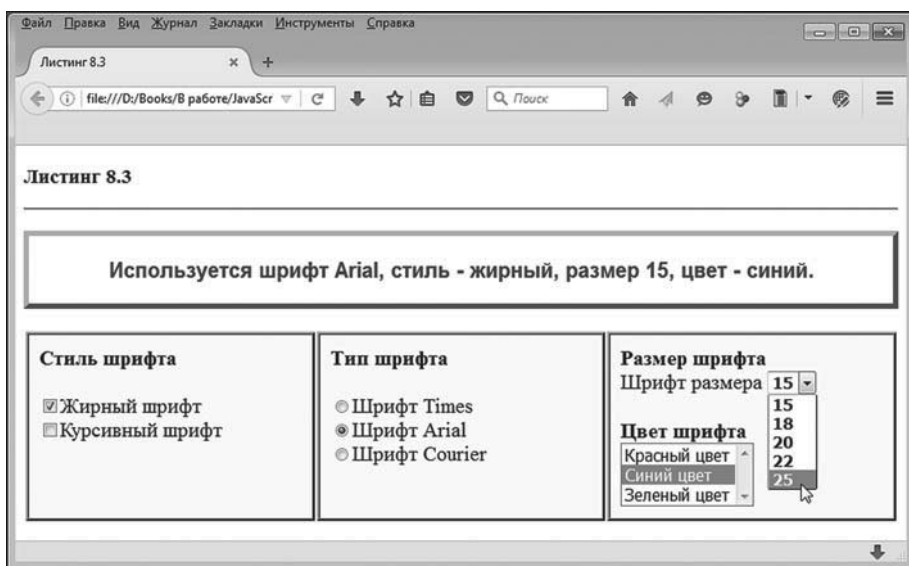 Файл Правка Вид Журнал Закладки Инструменты Справка
Листинг 8.3
file:///D:/Books/В работе/JavaScr
Поиск
Листинг 8.3
Используется шрифт Arial, стиль - жирный, размер 15, цвет - синий.
Стиль шрифта
Жирный шрифт
Курсивный шрифт
Тип шрифта
Шрифт Times
Шрифт Arial
Шрифт Courier
Размер шрифта
Шрифт размера 15
15
18
20
22
25
Цвет шрифта
Красный цвет
Синий цвет
Зеленый цвет